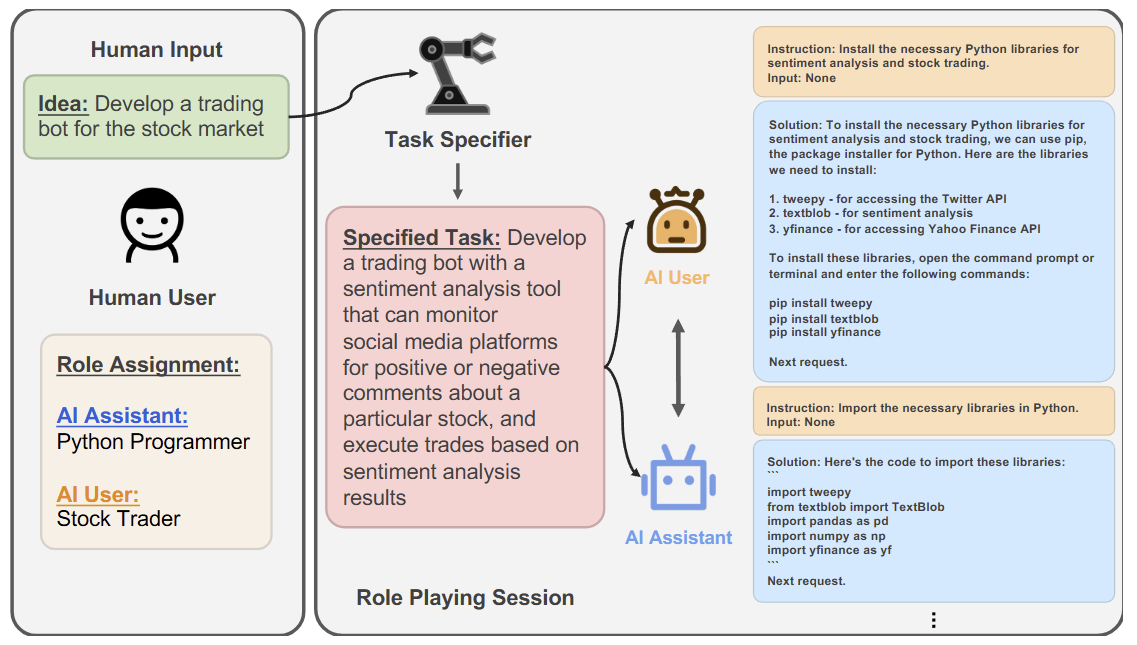 Human Input
Idea: Develop a trading
bot for the stock market
Human User
Role Assignment:
AI Assistant:
Python Programmer
AI User:
Stock Trader
Task Specifier
Specified Task: Develop
a trading bot with a
sentiment analysis tool
that can monitor
social media platforms
for positive or negative
comments about a
particular stock, and
execute trades based on
sentiment analysis
results
AI User
AI Assistant
Role Playing Session
Instruction: Install the necessary Python libraries for
sentiment analysis and stock trading.
Input: None
Solution: To install the necessary Python libraries for
sentiment analysis and stock trading, we can use pip,
the package installer for Python. Here are the libraries
we need to install:
1. tweepy - for accessing the Twitter API
2. textblob - for sentiment analysis
3. yfinance - for accessing Yahoo Finance API
To install these libraries, open the command prompt or
terminal and enter the following commands:
pip install tweepy
pip install textblob
pip install yfinance
Next request.
Instruction: Import the necessary libraries in Python.
Input: None
Solution: Here's the code to import these libraries:
```
import tweepy
from textblob import TextBlob
import pandas as pd
import numpy as np
import yfinance as yf
```
Next request.
⋮